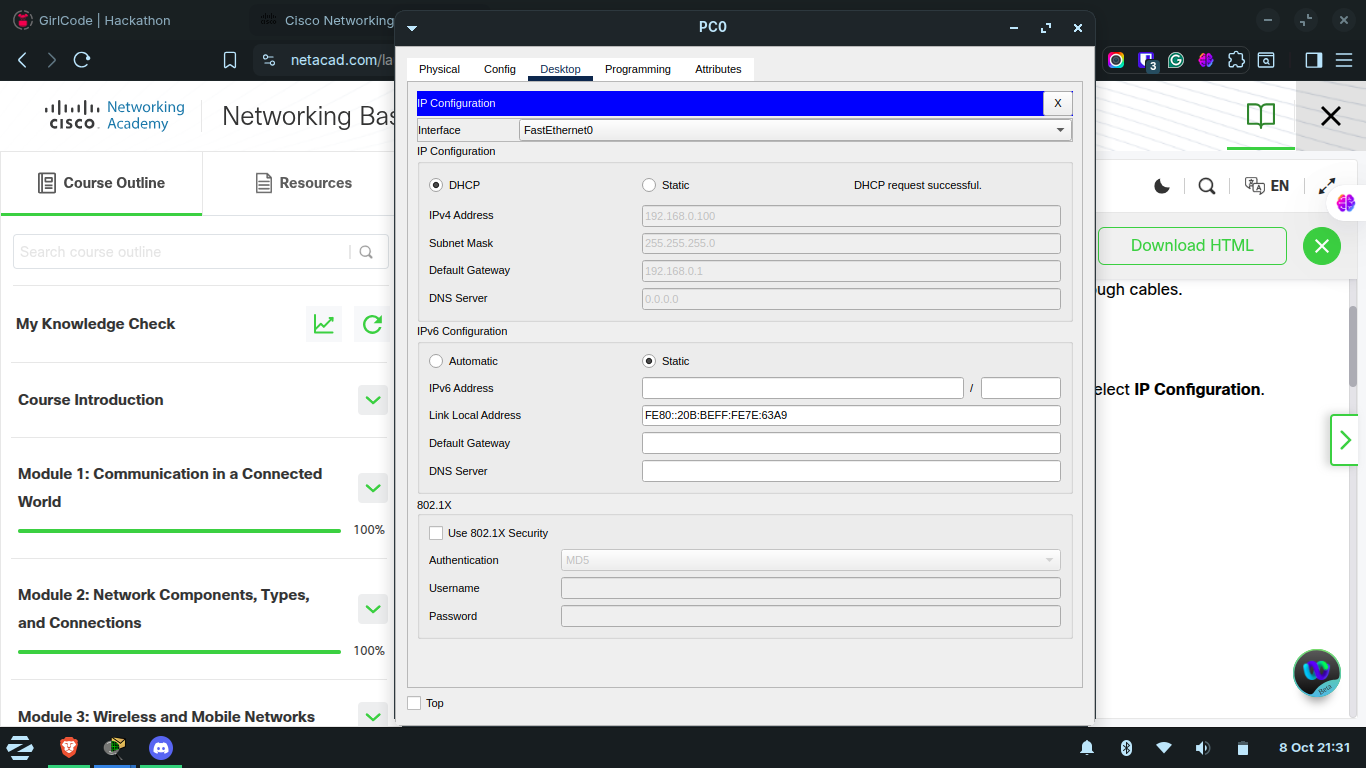 GirlCode | Hackathon
Cisco Networking
PC0
netacad.com/la
3
Physical
Config
Desktop
Programming
Attributes
IP Configuration
X
Interface
FastEthernet0
IP Configuration
DHCP
Static
DHCP request successful.
IPv4 Address
192.168.0.100
Subnet Mask
255.255.255.0
Default Gateway
192.168.0.1
DNS Server
0.0.0.0
IPv6 Configuration
Automatic
Static
IPv6 Address
/
Link Local Address
FE80::20B:BEFF:FE7E:63A9
Default Gateway
DNS Server
802.1X
Use 802.1X Security
Authentication
MD5
Username
Password
Top
CISCO
Networking
Academy
Networking Bas
Course Outline
Resources
Search course outline
My Knowledge Check
Course Introduction
Module 1: Communication in a Connected
World
100%
Module 2: Network Components, Types,
and Connections
100%
Module 3: Wireless and Mobile Networks
EN
Download HTML
ugh cables.
elect IP Configuration.
Beta
8 Oct 21:31